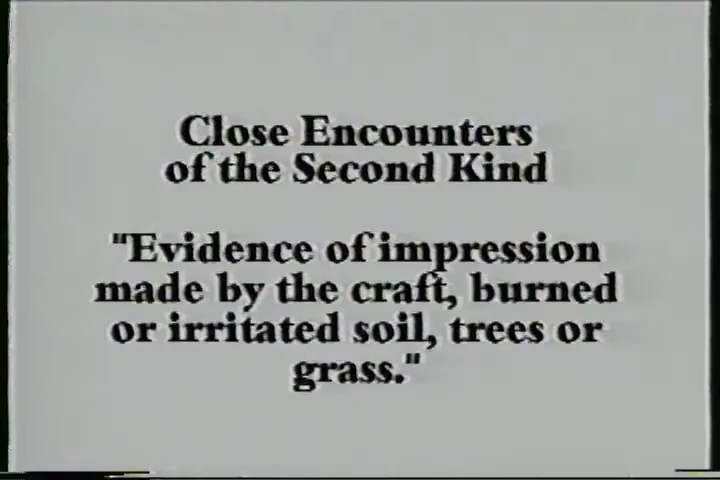 Close Encounters
of the Second Kind
"Evidence of impression
made by the craft, burned
or irritated soil, trees or
grass."